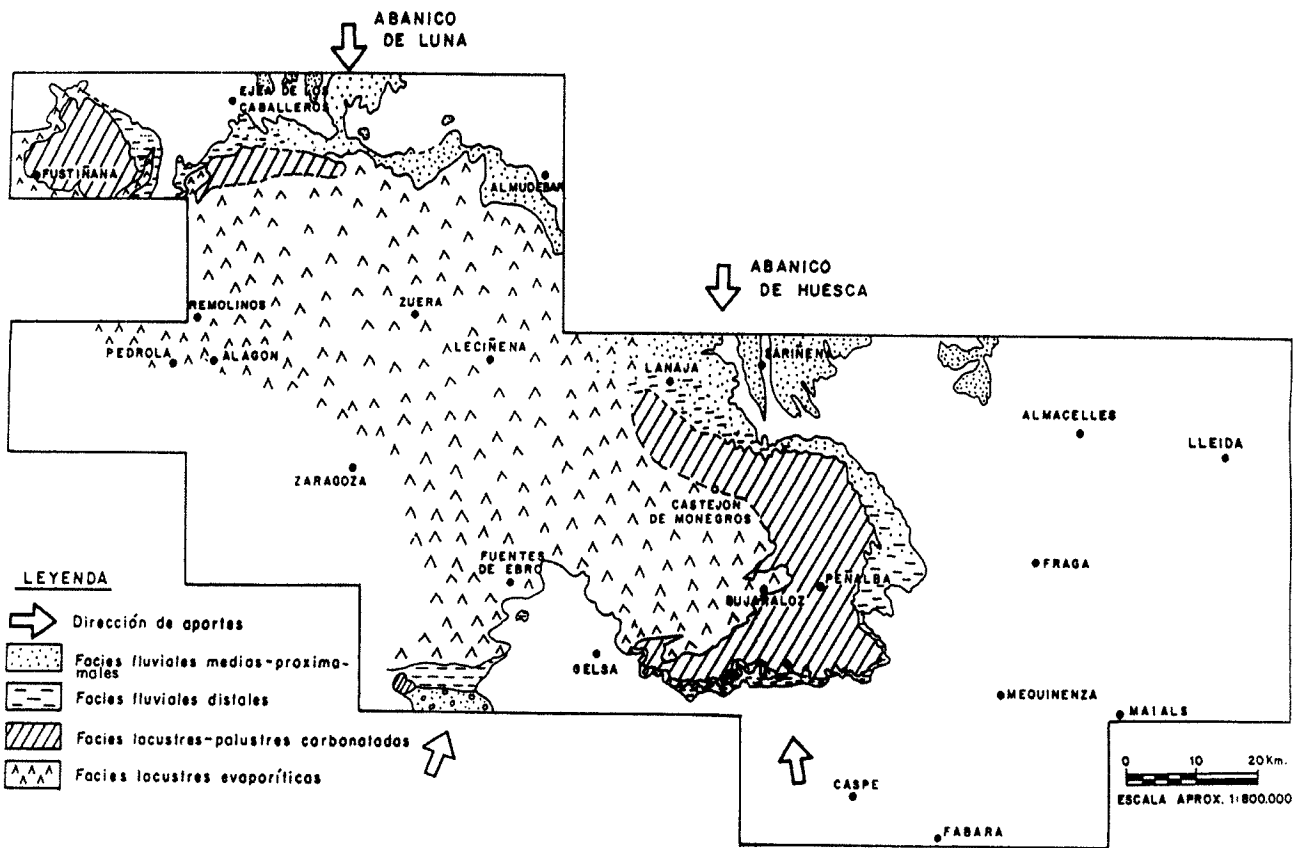 ABANICO
DE LUNA
EJEA DE LOS
CABALLEROS
FUSTIÑANA
ALMUDEBAR
ABANICO
DE HUESCA
REMOLINOS
ZUERA
PEDROLA
ALAGON
LECIÑENA
LANAJA
SARIÑENA
ALMACELLES
LLEIDA
ZARAGOZA
CASTEJON
DE MONEGROS
FUENTES
DE EBRO
BUJARALOZ
PEÑALBA
FRAGA
LEYENDA
Dirección de aportes
Facies fluviales medias-proxima-
males
Facies fluviales distales
Facies lacustres-palustres carbonatadas
Facies lacustres evaporíticas
GELSA
MEQUINENZA
MAIALS
CASPE
FABARA
0 10 20 Km.
ESCALA APROX. 1:800.000